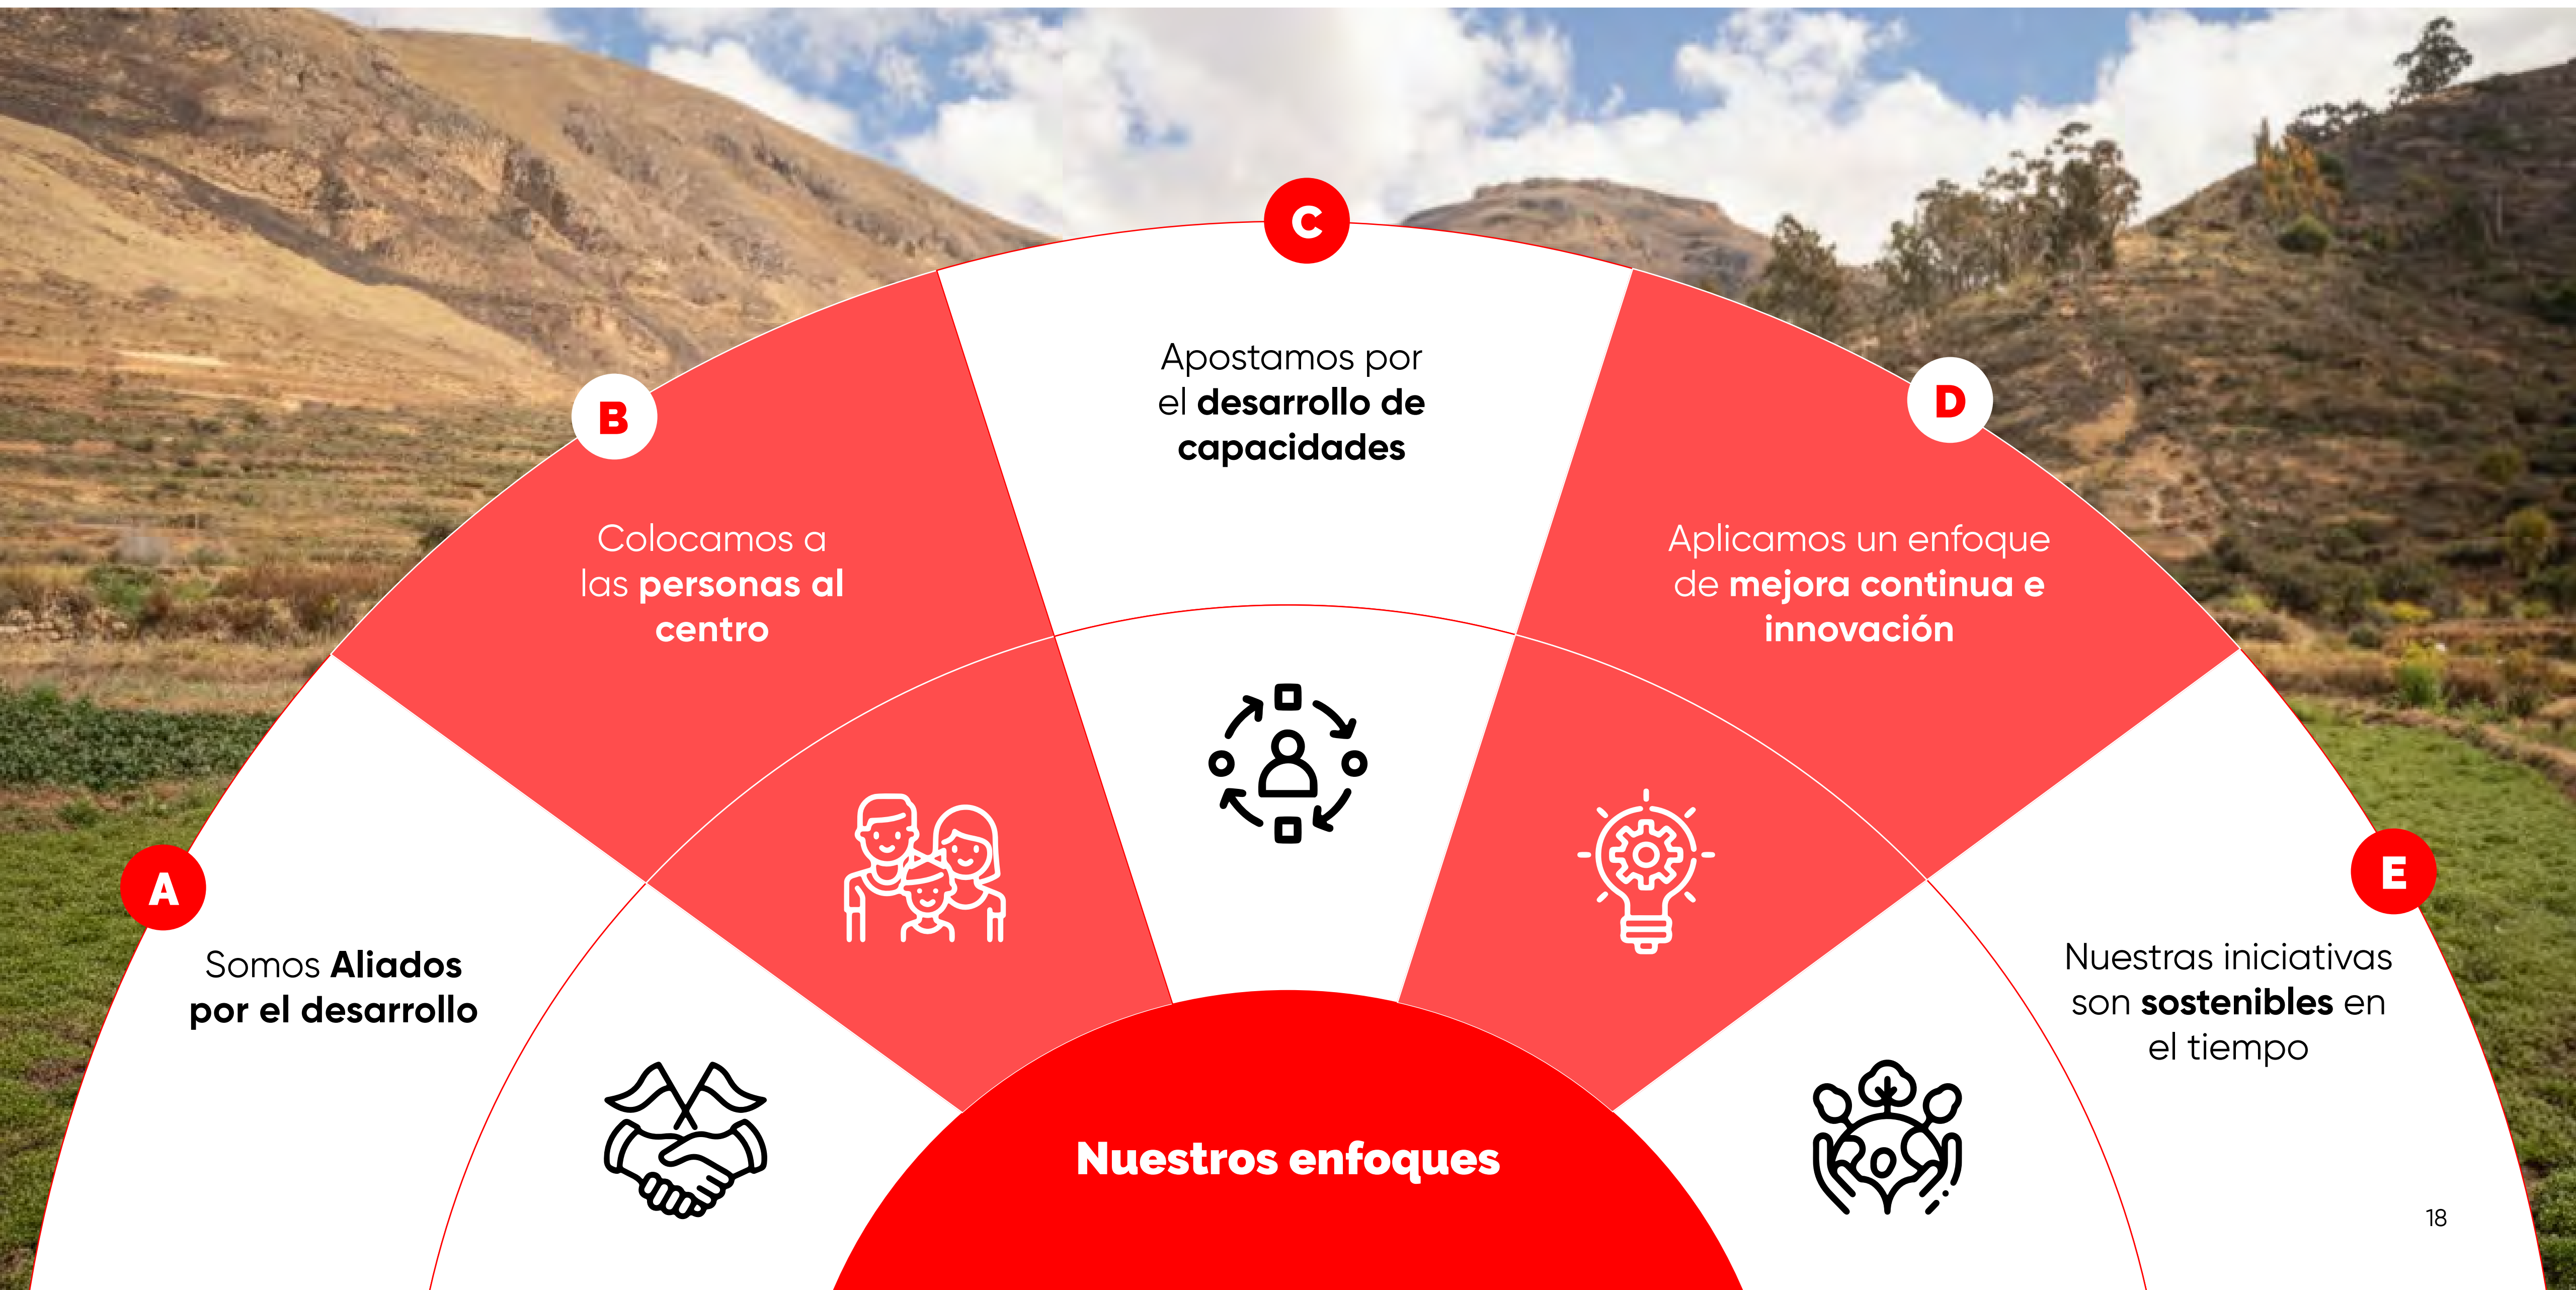 A
Somos Aliados
por el desarrollo
B
Colocamos a
las personas al
centro
C
Apostamos por
el desarrollo de
capacidades
D
Aplicamos un enfoque
de mejora continua e
innovación
E
Nuestras iniciativas
son sostenibles en
el tiempo
Nuestros enfoques
18